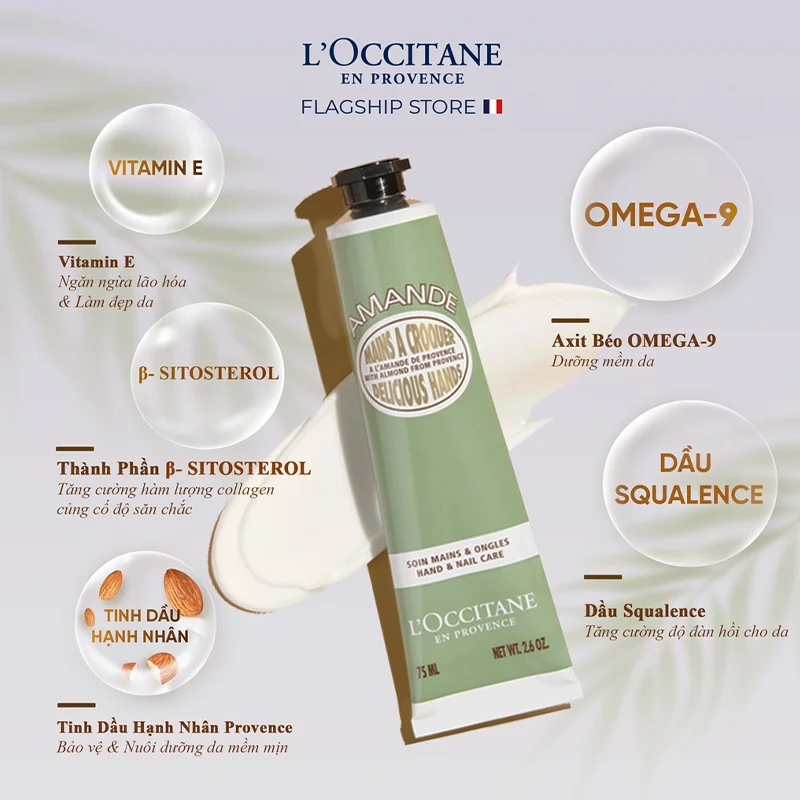 L'OCCITANE
EN PROVENCE
FLAGSHIP STORE
VITAMIN E
Vitamin E
Ngăn ngừa lão hóa
& Làm đẹp da
β- SITOSTEROL
Thành Phần β- SITOSTEROL
Tăng cường hàm lượng collagen
củng cố độ săn chắc
TINH DẦU
HẠNH NHÂN
Tinh Dầu Hạnh Nhân Provence
Bảo vệ & Nuôi dưỡng da mềm mịn
AMANDE
MAINS A CROQUER
A L'AMANDE DE PROVENCE
WITH ALMOND FROM PROVENCE
DELICIOUS HANDS
SOIN MAINS & ONGLES
HAND & NAIL CARE
L'OCCITANE
EN PROVENCE
75 ML
NET WT. 2.6 OZ.
OMEGA-9
Axit Béo OMEGA-9
Dưỡng mềm da
DẦU
SQUALENCE
Dầu Squalence
Tăng cường độ đàn hồi cho da